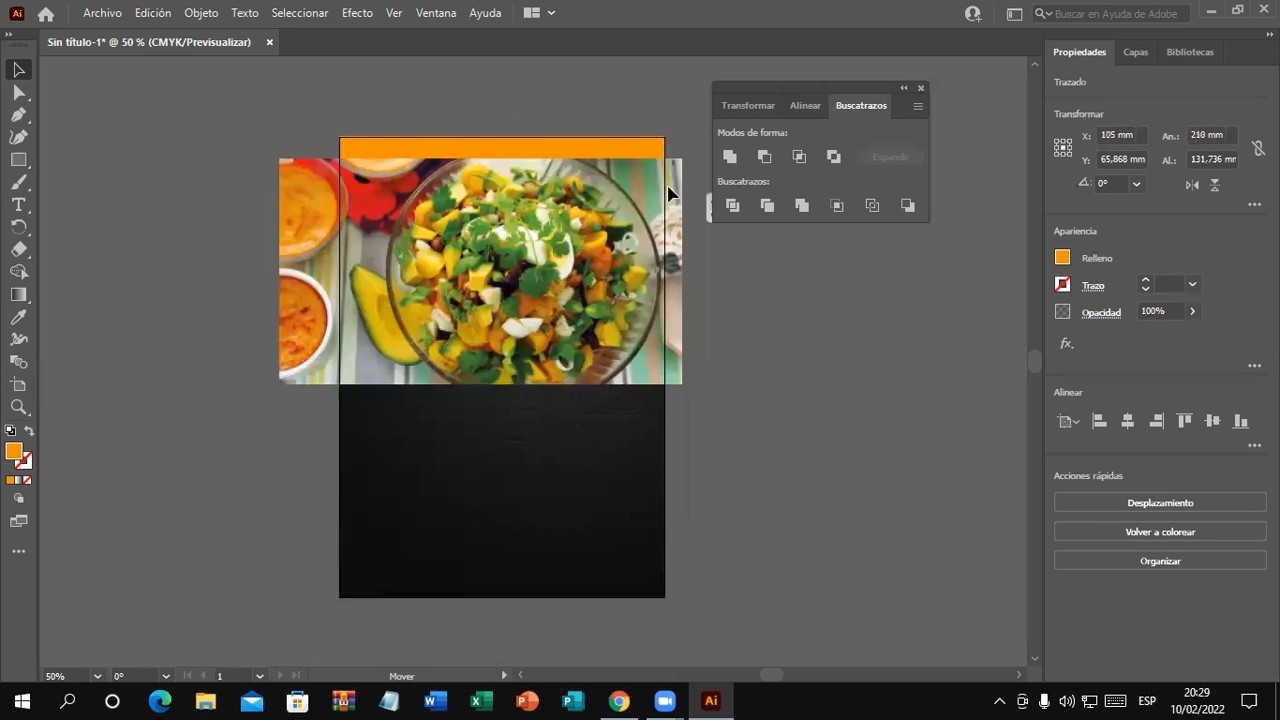 Ai
Archivo Edición Objeto Texto Seleccionar Efecto Ver Ventana Ayuda
Buscar en Ayuda de Adobe
Sin título-1* @ 50 % (CMYK/Previsualizar)
Propiedades Capas Bibliotecas
Trazado
Transformar Alinear Buscatrazos
Modos de forma:
Expandir
Buscatrazos:
Transformar
X: 105 mm An.: 210 mm
Y: 65,868 mm Al.: 131,736 mm
0°
Apariencia
Relleno
Trazo
Opacidad 100%
fx.
Alinear
Acciones rápidas
Desplazamiento
Volver a colorear
Organizar
50% 0° 1 Mover
ESP
20:29
10/02/2022